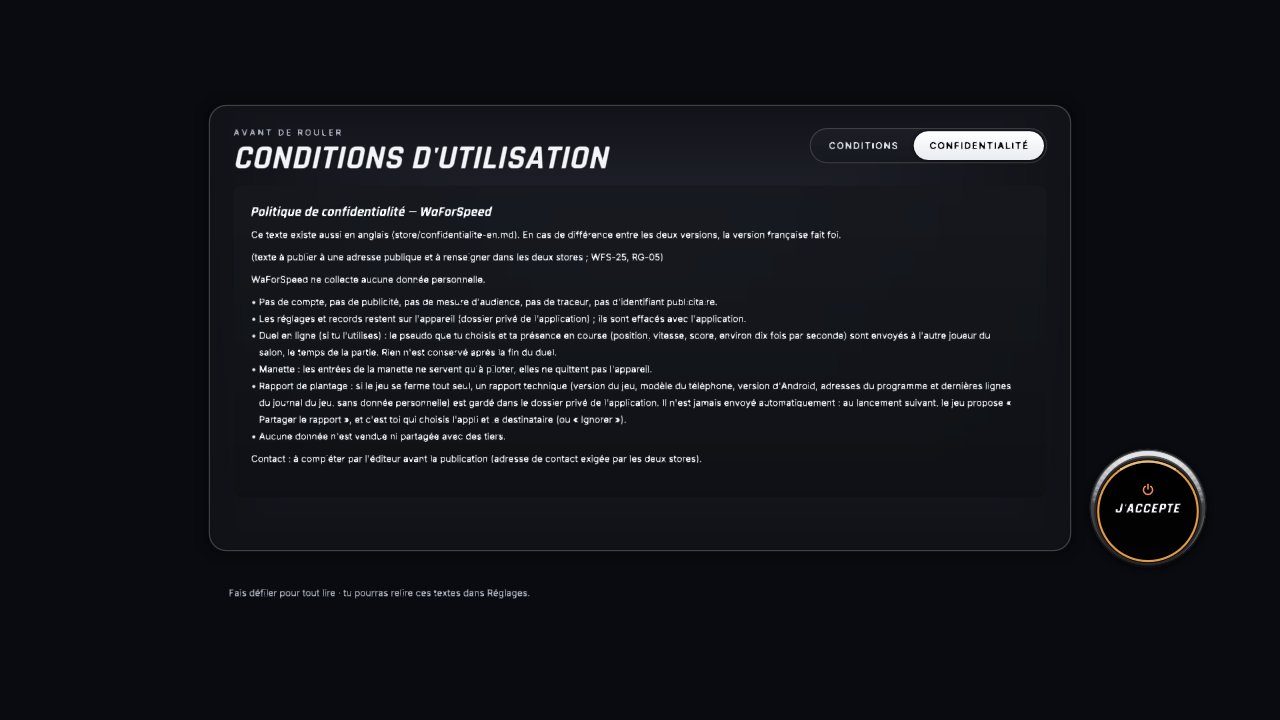 AVANT DE ROULER
CONDITIONS D'UTILISATION
CONDITIONS
CONFIDENTIALITÉ
Politique de confidentialité — WaForSpeed
Ce texte existe aussi en anglais (store/confidentialite-en.md). En cas de différence entre les deux versions, la version française fait foi.
(texte à publier à une adresse publique et à rense gner dans les deux stores ; WFS-25, RG-05)
WaForSpeed ne collecte aucune donnée personnelle.
• Pas de compte, pas de publicité, pas de mesure d'audience, pas de traceur, pas d'identifiant publicitaire.
• Les réglages et records restent sur l'appareil (dossier privé de l'application) ; ils sont effacés avec l'application.
• Duel en ligne (si tu l'utilises) : le pseudo que tu choisis et ta présence en course (position, vitesse, score, environ dix fois par seconde) sont envoyés à l'autre joueur du
salon, le temps de la partie. Rien n'est conservé après la fin du duel.
• Manette : les entrées de la manette ne servent qu'à piloter, elles ne quittent pas l'appareil.
• Rapport de plantage : si le jeu se ferme tout seul, un rapport technique (version du jeu, modèle du téléphone, version d'Android, adresses du programme et dernières lignes
du journal du jeu, sans donnée personnelle) est gardé dans le dossier privé de l'application. Il n'est jamais envoyé automatiquement : au lancement suivant, le jeu propose «
Partager le rapport », et c'est toi qui choisis l'appli et le destinataire (ou « Ignorer »).
• Aucune donnée n'est vendue ni partagée avec des tiers.
Contact : à compléter par l'éditeur avant la publication (adresse de contact exigée par les deux stores).
J'ACCEPTE
Fais défiler pour tout lire · tu pourras relire ces textes dans Réglages.